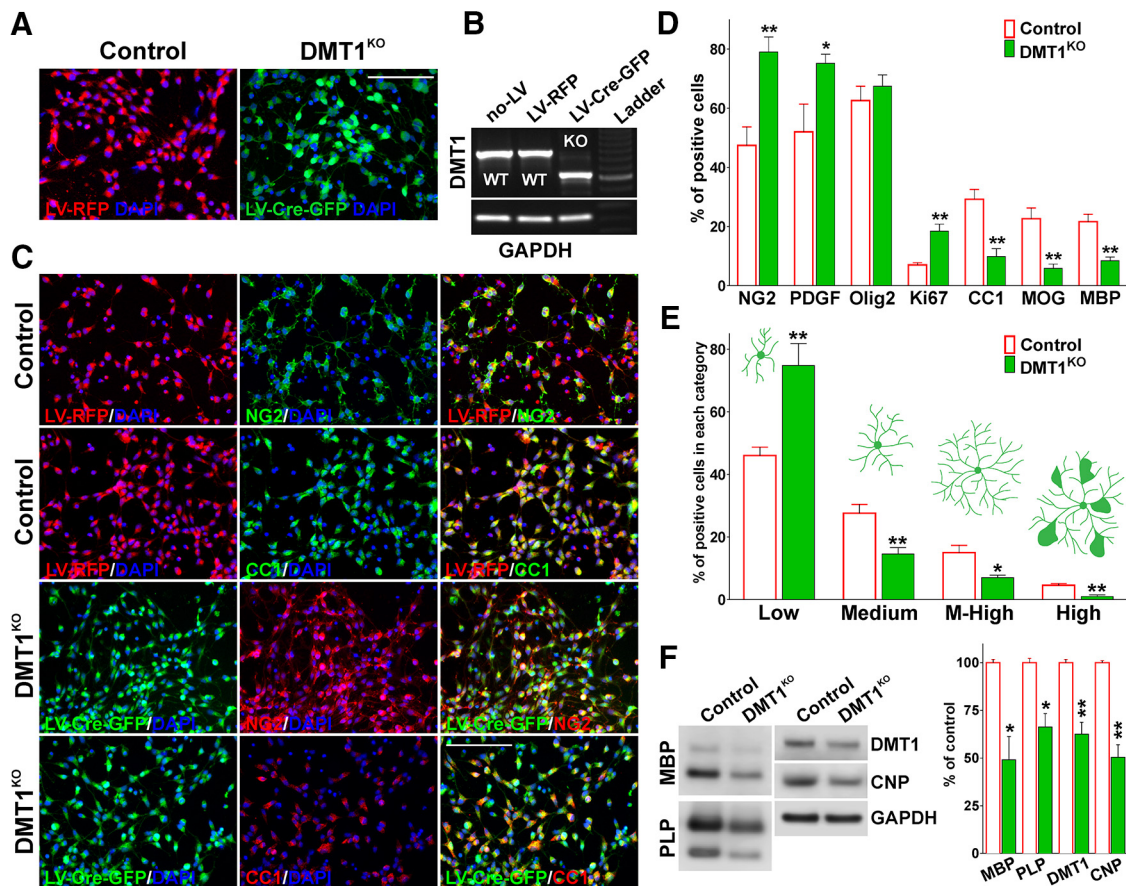 A
Control
DMT1KO
LV-RFP DAPI
LV-Cre-GFP DAPI
B
no-LV
LV-RFP
LV-Cre-GFP
Ladder
DMT1
WT
WT
KO
GAPDH
C
Control
LV-RFP/DAPI
NG2/DAPI
LV-RFP/NG2
Control
LV-RFP/DAPI
CC1/DAPI
LV-RFP/CC1
DMT1KO
LV-Cre-GFP/DAPI
NG2/DAPI
LV-Cre-GFP/NG2
DMT1KO
LV-Cre-GFP/DAPI
CC1/DAPI
LV-Cre-GFP/CC1
D
% of positive cells
80
60
40
20
0
Control
DMT1KO
**
*
**
**
**
**
NG2 PDGF Olig2 Ki67 CC1 MOG MBP
E
% of positive cells in each category
80
60
40
20
0
Control
DMT1KO
**
**
*
**
Low Medium M-High High
F
Control
DMT1KO
Control
DMT1KO
MBP
PLP
DMT1
CNP
GAPDH
% of control
100
75
50
25
0
*
*
**
**
MBP PLP DMT1 CNP